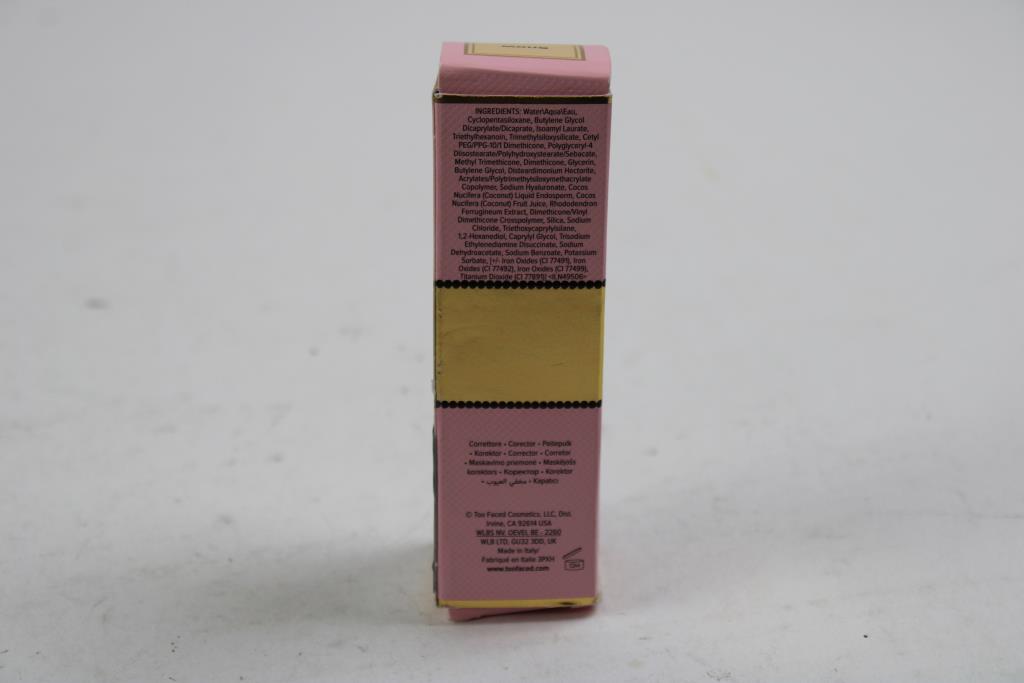 Snow
INGREDIENTS: Water\Aqua\Eau,
Cyclopentasiloxane, Butylene Glycol
Dicaprylate/Dicaprate, Isoamyl Laurate,
Triethylhexanoin, Trimethylsiloxysilicate, Cetyl
PEG/PPG-10/1 Dimethicone, Polyglyceryl-4
Diisostearate/Polyhydroxystearate/Sebacate,
Methyl Trimethicone, Dimethicone, Glycerin,
Butylene Glycol, Disteardimonium Hectorite,
Acrylates/Polytrimethylsiloxymethacrylate
Copolymer, Sodium Hyaluronate, Cocos
Nucifera (Coconut) Liquid Endosperm, Cocos
Nucifera (Coconut) Fruit Juice, Rhododendron
Ferrugineum Extract, Dimethicone/Vinyl
Dimethicone Crosspolymer, Silica, Sodium
Chloride, Triethoxycaprylylsilane,
1,2-Hexanediol, Caprylyl Glycol, Trisodium
Ethylenediamine Disuccinate, Sodium
Dehydroacetate, Sodium Benzoate, Potassium
Sorbate, [+/- Iron Oxides (CI 77491), Iron
Oxides (CI 77492), Iron Oxides (CI 77499),
Titanium Dioxide (CI 77891)] <ILN49506>
Correttore • Corector • Peitepulk
• Korektor • Corrector • Corretor
• Maskavimo priemonė • Maskējošs
korektors • Коректор • Korektor
• مخفي العيوب • Kapatıcı
© Too Faced Cosmetics, LLC, Dist.
Irvine, CA 92614 USA
WLBS NV, OEVEL BE - 2260
WLB LTD, GU32 3DD, UK
Made in Italy/
Fabriqué en Italie 3PXH
www.toofaced.com
12M